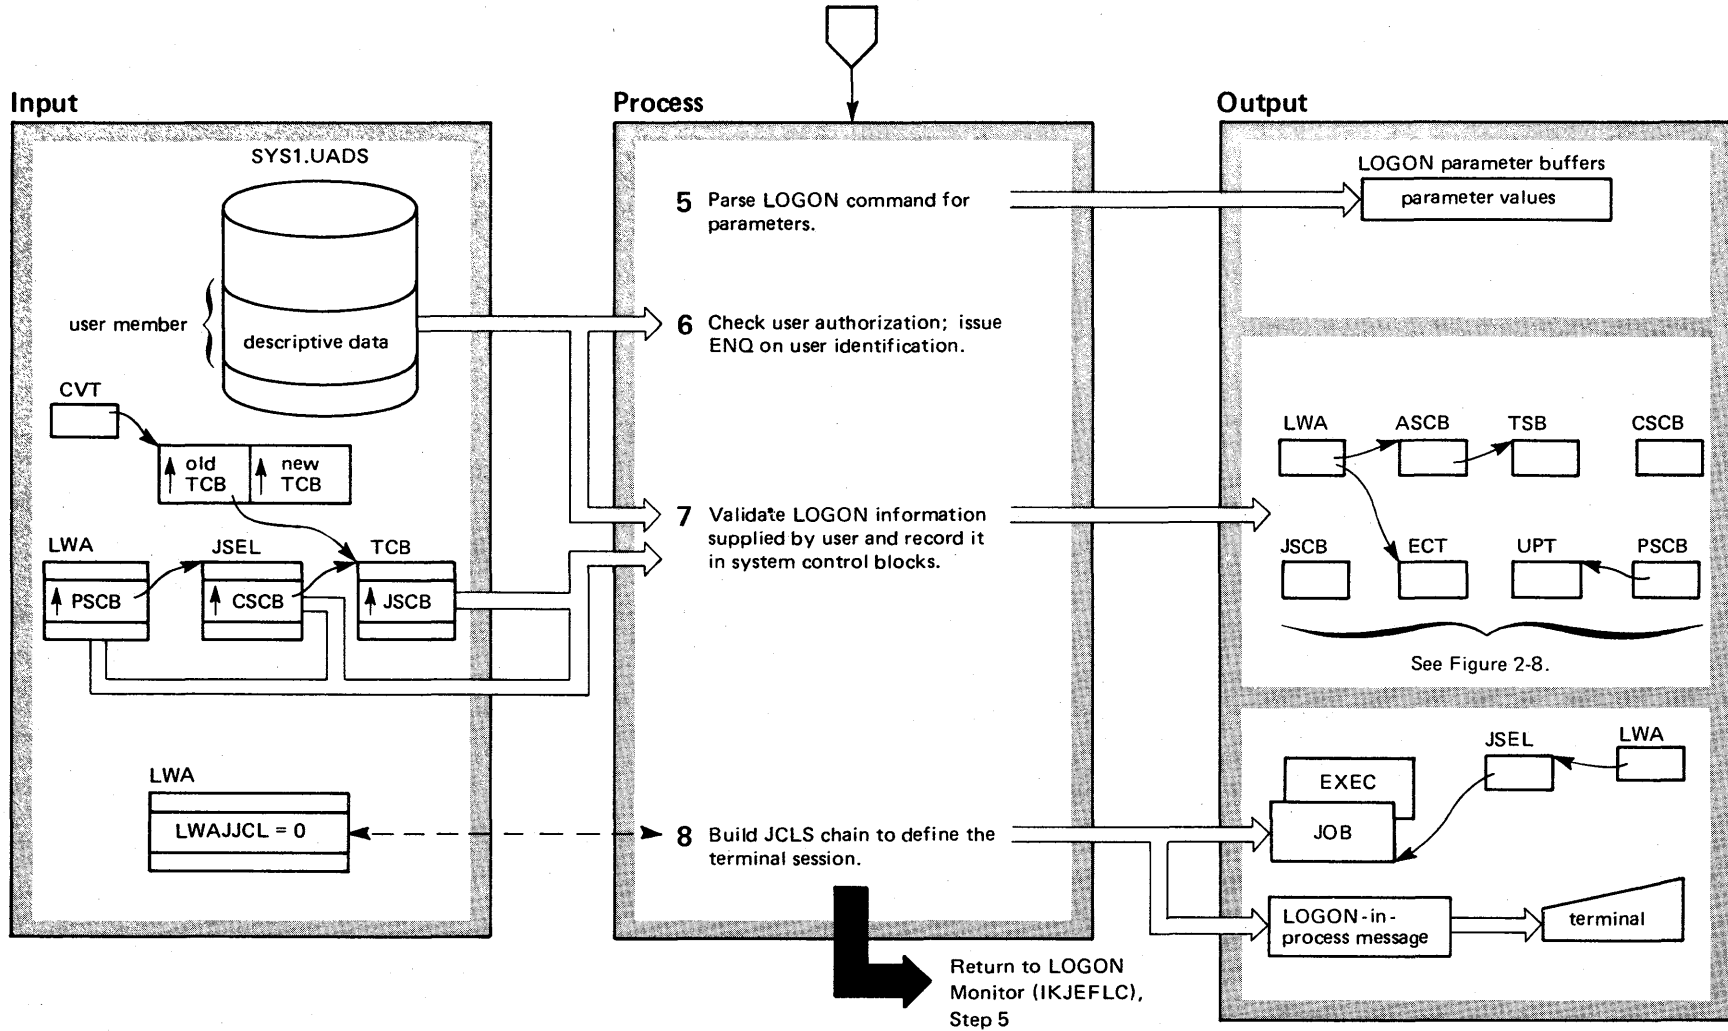 Input
Process
Output
SYS1.UADS
user member
descriptive data
CVT
old
TCB
new
TCB
LWA
PSCB
JSEL
CSCB
TCB
JSCB
LWA
LWAJJCL = 0
5 Parse LOGON command for
parameters.
6 Check user authorization; issue
ENQ on user identification.
7 Validate LOGON information
supplied by user and record it
in system control blocks.
8 Build JCLS chain to define the
terminal session.
Return to LOGON
Monitor (IKJEFLC),
Step 5
LOGON parameter buffers
parameter values
LWA
ASCB
TSB
CSCB
JSCB
ECT
UPT
PSCB
See Figure 2-8.
JSEL
LWA
EXEC
JOB
LOGON-in-
process message
terminal